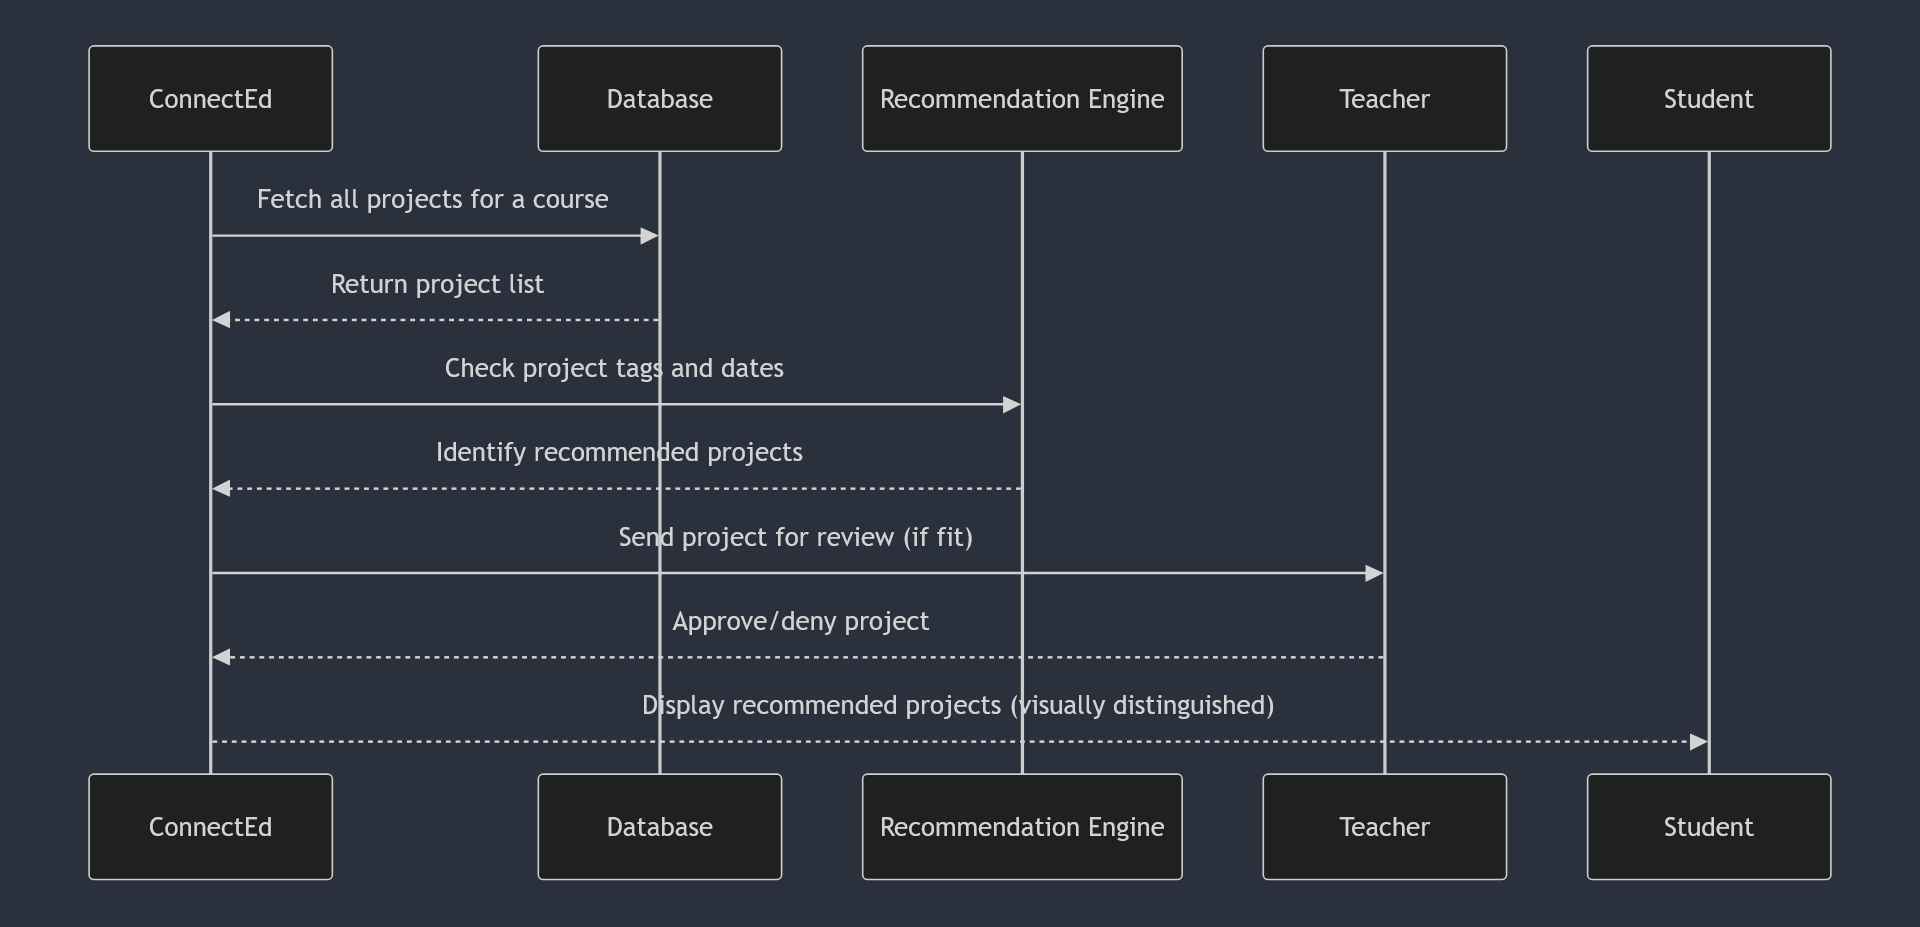 ConnectEd
Database
Recommendation Engine
Teacher
Student
Fetch all projects for a course
Return project list
Check project tags and dates
Identify recommended projects
Send project for review (if fit)
Approve/deny project
Display recommended projects (visually distinguished)
ConnectEd
Database
Recommendation Engine
Teacher
Student